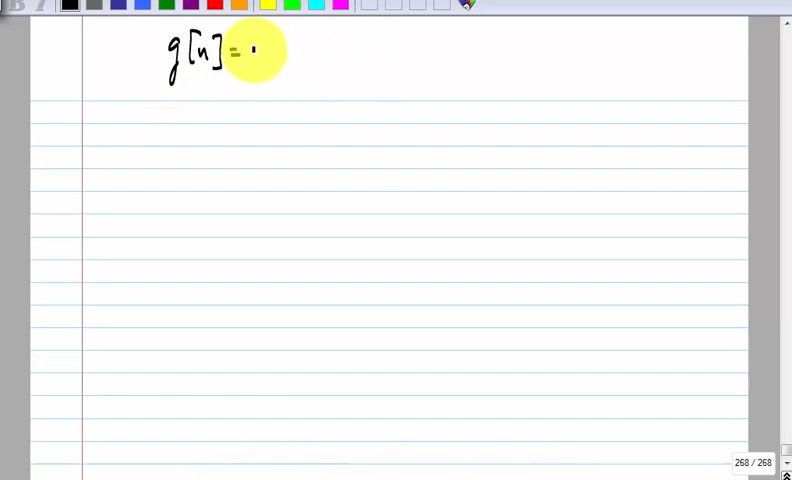 g[n] =
268 / 268